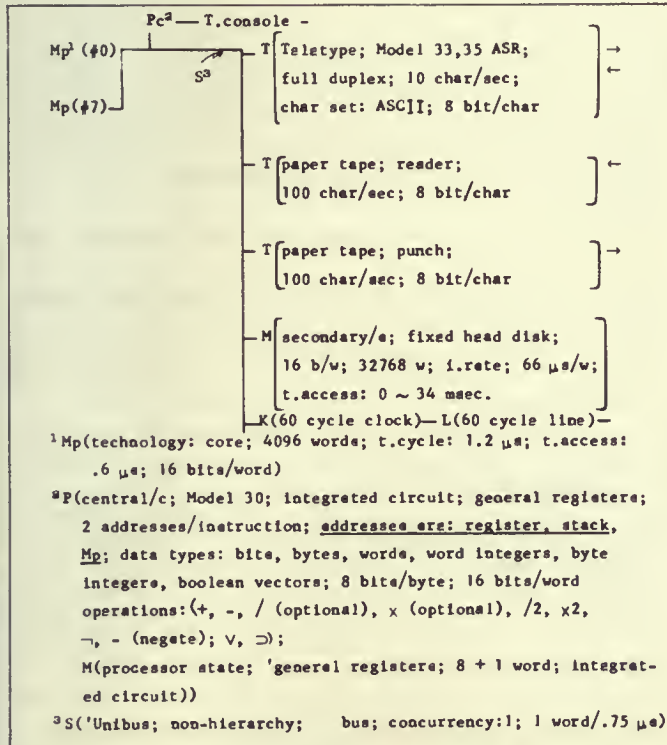 Pc² — T.console –
Mp¹ (#0)
S³
T[Teletype; Model 33,35 ASR; →
full duplex; 10 char/sec; ←
char set: ASCII; 8 bit/char]
Mp(#7)
T[paper tape; reader; ←
100 char/sec; 8 bit/char]
T[paper tape; punch; →
100 char/sec; 8 bit/char]
M[secondary/s; fixed head disk;
16 b/w; 32768 w; i.rate; 66 μs/w;
t.access: 0 ~ 34 msec.]
K(60 cycle clock)—L(60 cycle line)—
¹Mp(technology: core; 4096 words; t.cycle: 1.2 μs; t.access:
.6 μs; 16 bits/word)
²P(central/c; Model 30; integrated circuit; general registers;
2 addresses/instruction; addresses are: register, stack,
Mp; data types: bits, bytes, words, word integers, byte
integers, boolean vectors; 8 bits/byte; 16 bits/word
operations:(+, -, / (optional), × (optional), /2, ×2,
¬, - (negate); ∨, ⊃);
M(processor state; 'general registers; 8 + 1 word; integrat-
ed circuit))
³S('Unibus; non-hierarchy; bus; concurrency:1; 1 word/.75 μs)